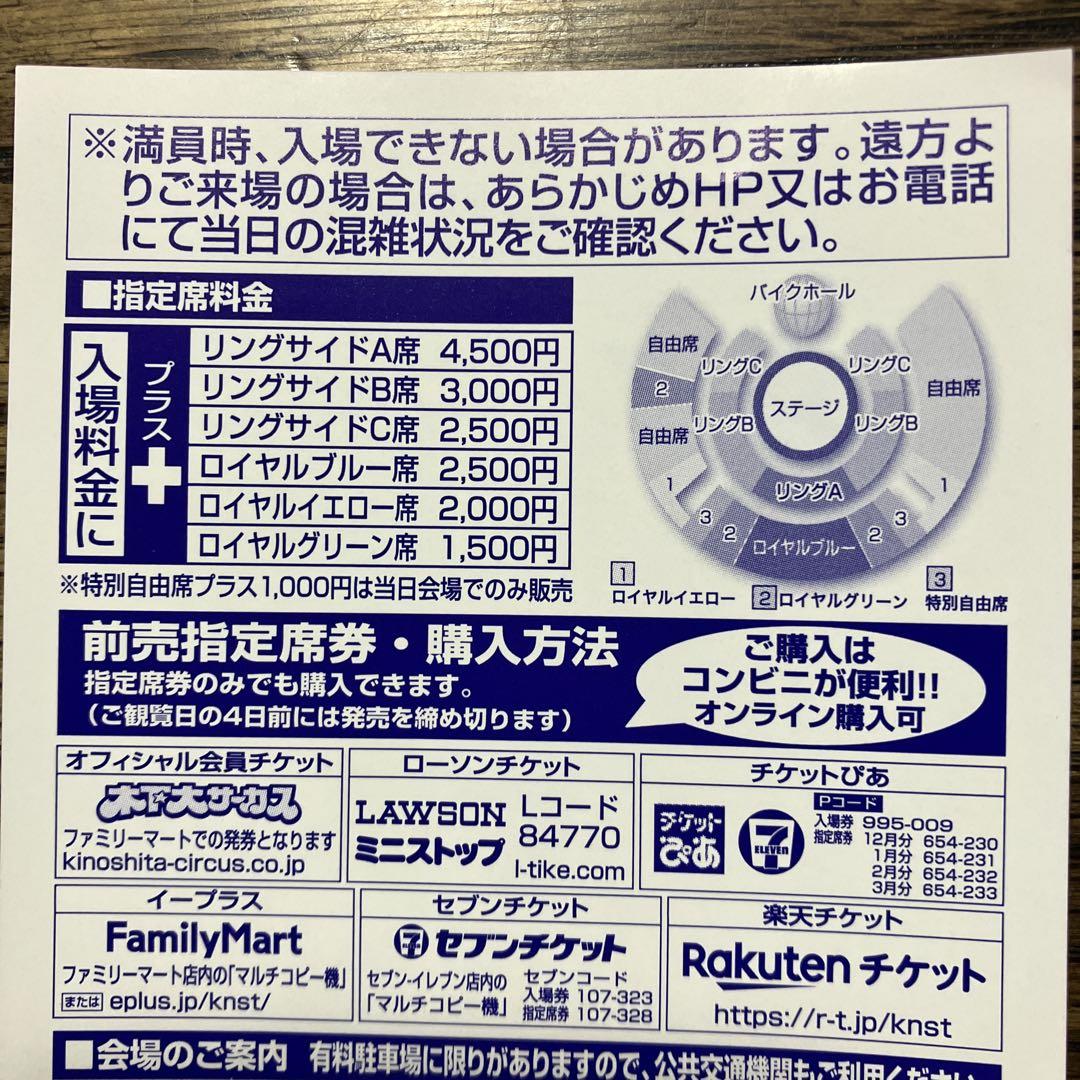 ※満員時、入場できない場合があります。遠方よ
りご来場の場合は、あらかじめHP又はお電話
にて当日の混雑状況をご確認ください。
■指定席料金
入場料金に
プラス
+
リングサイドA席 4,500円
リングサイドB席 3,000円
リングサイドC席 2,500円
ロイヤルブルー席 2,500円
ロイヤルイエロー席 2,000円
ロイヤルグリーン席 1,500円
※特別自由席プラス1,000円は当日会場でのみ販売
バイクホール
自由席
リングC
リングC
自由席
2
ステージ
自由席
リングB
リングB
1
リングA
1
3
2
ロイヤルブルー
2
3
1
ロイヤルイエロー
2 ロイヤルグリーン
3
特別自由席
前売指定席券・購入方法
指定席券のみでも購入できます。
(ご観覧日の4日前には発売を締め切ります)
ご購入は
コンビニが便利!!
オンライン購入可
オフィシャル会員チケット
木下大サーカス
ファミリーマートでの発券となります
kinoshita-circus.co.jp
ローソンチケット
LAWSON
ミニストップ
Lコード
84770
l-tike.com
チケットぴあ
チケット
ぴあ
7
ELEVEN
Pコード
入場券 995-009
指定席券 12月分 654-230
1月分 654-231
2月分 654-232
3月分 654-233
イープラス
FamilyMart
ファミリーマート店内の「マルチコピー機」
または eplus.jp/knst/
セブンチケット
セブンチケット
セブン-イレブン店内の
「マルチコピー機」
セブンコード
入場券 107-323
指定席券 107-328
楽天チケット
Rakuten チケット
https://r-t.jp/knst
■会場のご案内 有料駐車場に限りがありますので、公共交通機関もご利用ください